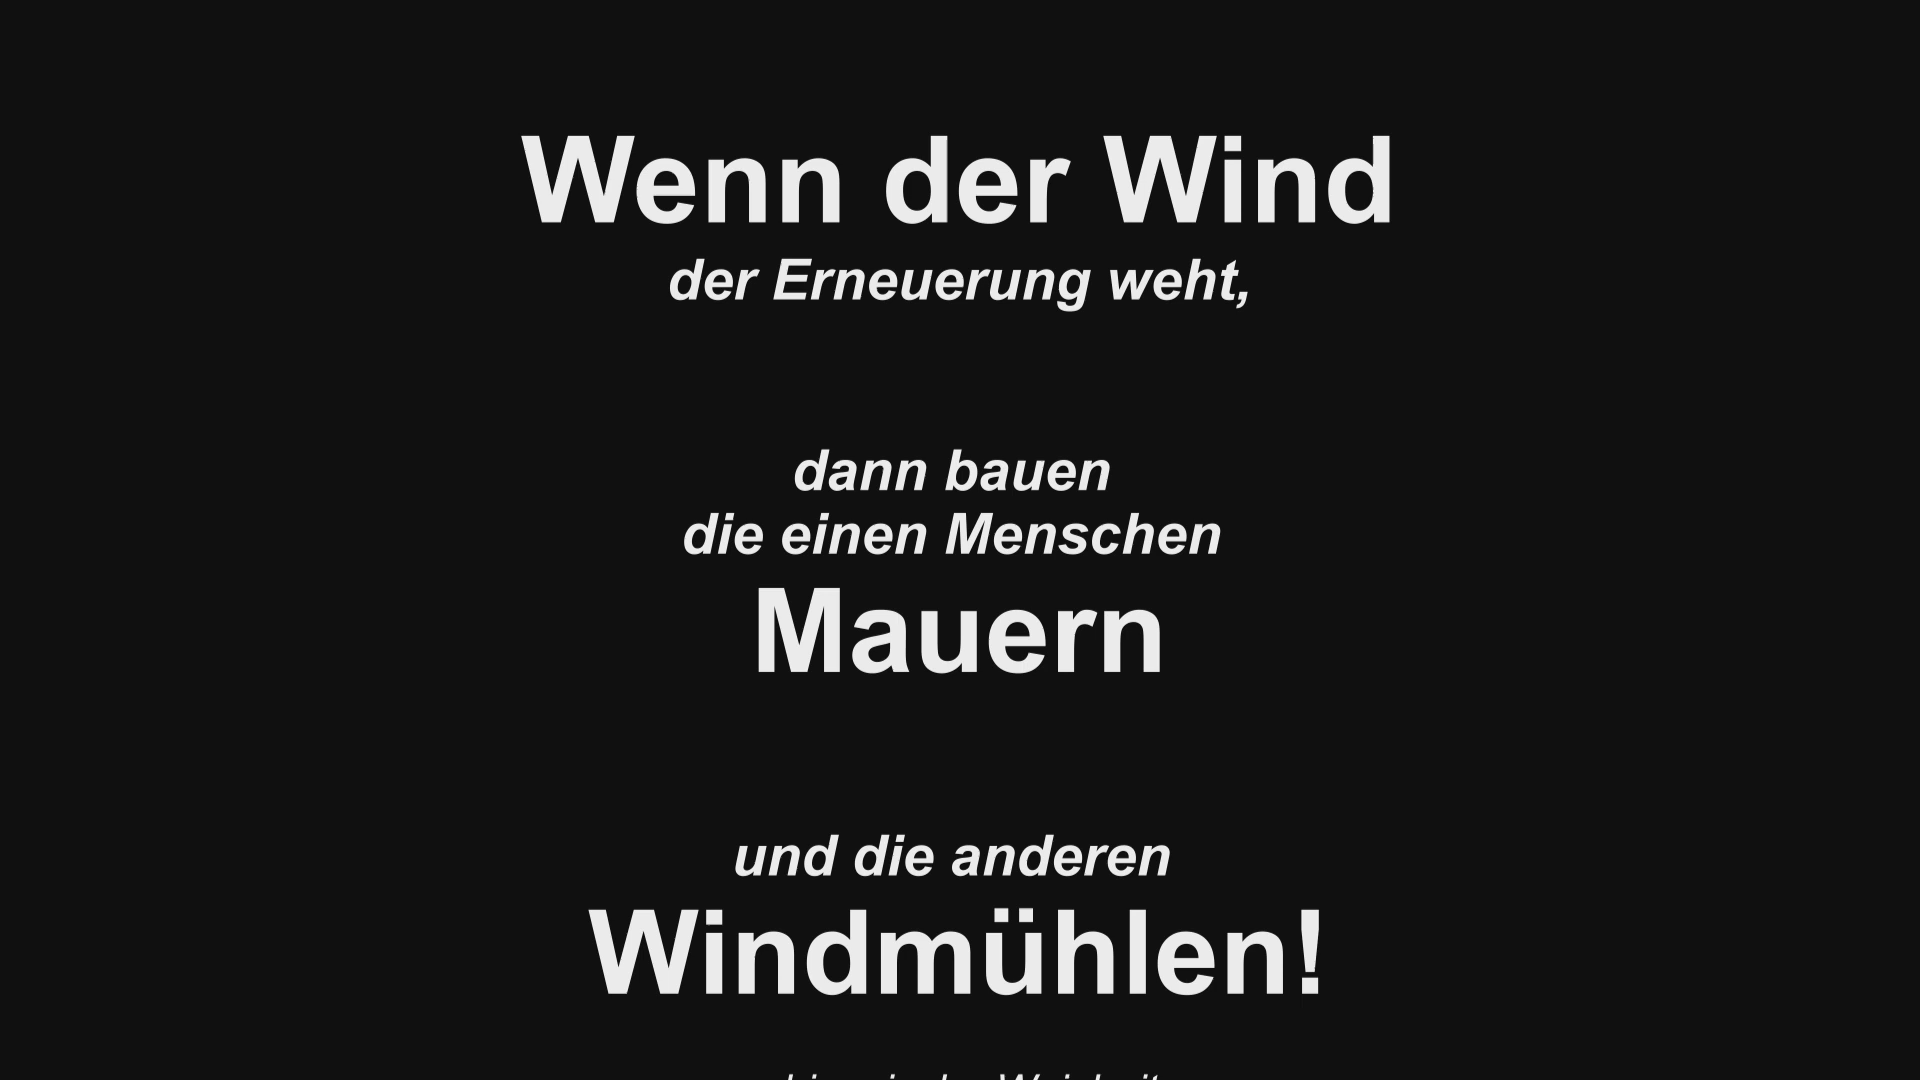 Wenn der Wind
der Erneuerung weht,
dann bauen
die einen Menschen
Mauern
und die anderen
Windmühlen!